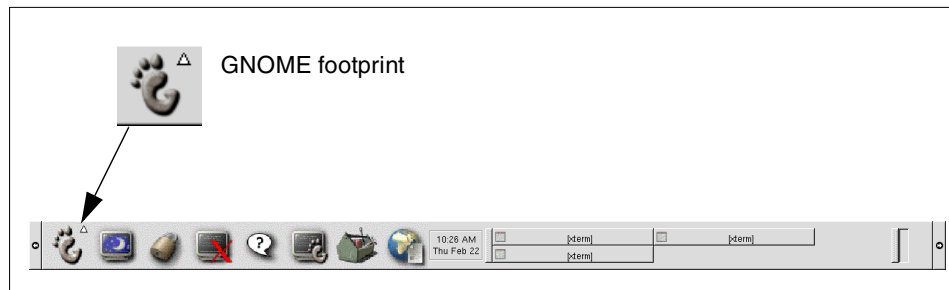 GNOME footprint
10:26 AM
Thu Feb 22
[xterm]
[xterm]
[xterm]